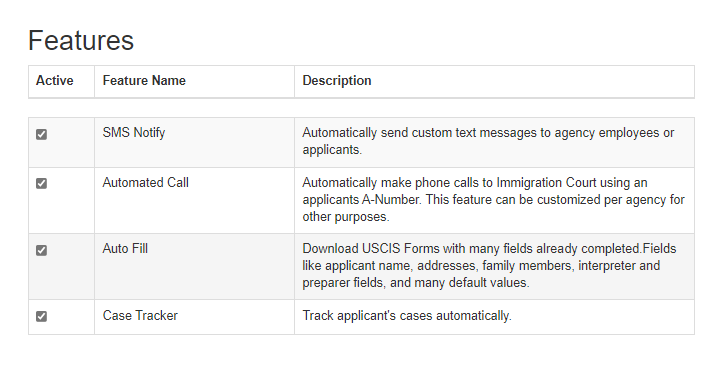 Features
Active Feature Name Description
SMS Notify Automatically send custom text messages to agency employees or
applicants.
Automated Call Automatically make phone calls to Immigration Court using an
applicants A-Number. This feature can be customized per agency for
other purposes.
Auto Fill Download USCIS Forms with many fields already completed.Fields
like applicant name, addresses, family members, interpreter and
preparer fields, and many default values.
Case Tracker Track applicant's cases automatically.